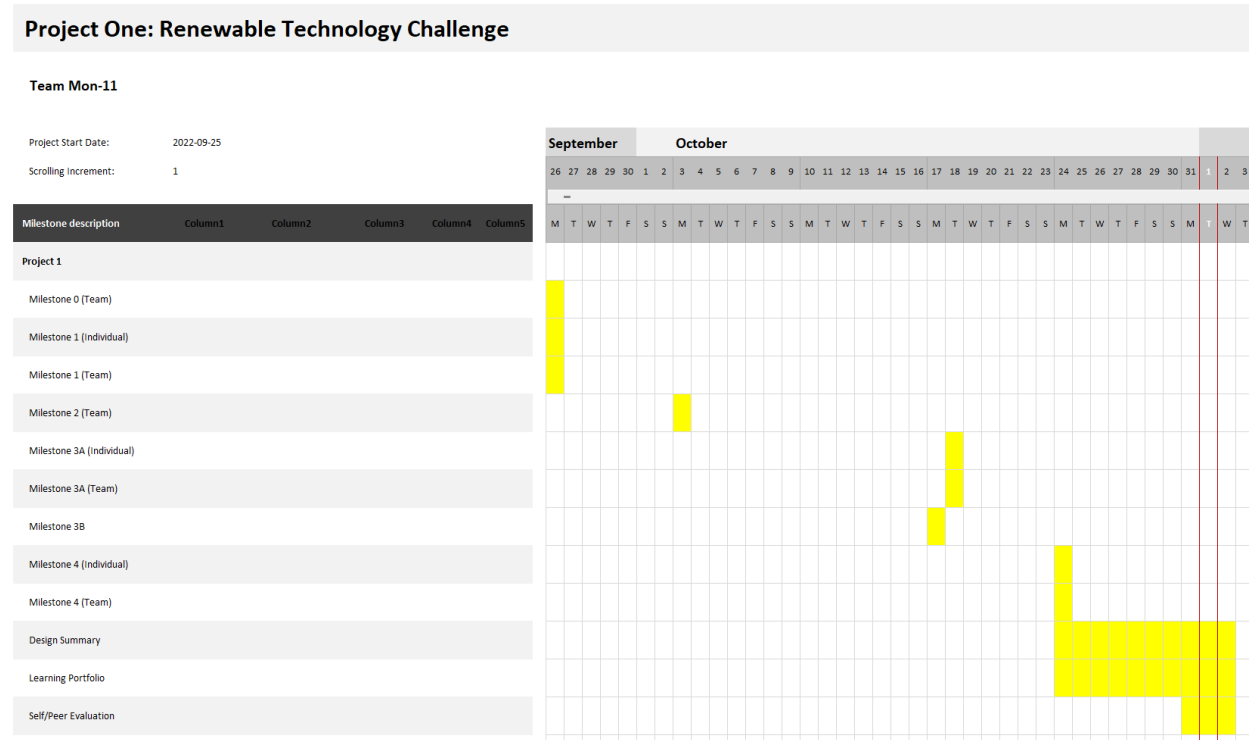 Project One: Renewable Technology Challenge
Team Mon-11
Project Start Date: 2022-09-25
September October
Scrolling Increment: 1
26 27 28 29 30 1 2 3 4 5 6 7 8 9 10 11 12 13 14 15 16 17 18 19 20 21 22 23 24 25 26 27 28 29 30 31 1 2 3
Milestone description Column1 Column2 Column3 Column4 Column5 M T W T F S S M T W T F S S M T W T F S S M T W T F S S M T W T F S S M T W T
Project 1
Milestone 0 (Team)
Milestone 1 (Individual)
Milestone 1 (Team)
Milestone 2 (Team)
Milestone 3A (Individual)
Milestone 3A (Team)
Milestone 3B
Milestone 4 (Individual)
Milestone 4 (Team)
Design Summary
Learning Portfolio
Self/Peer Evaluation